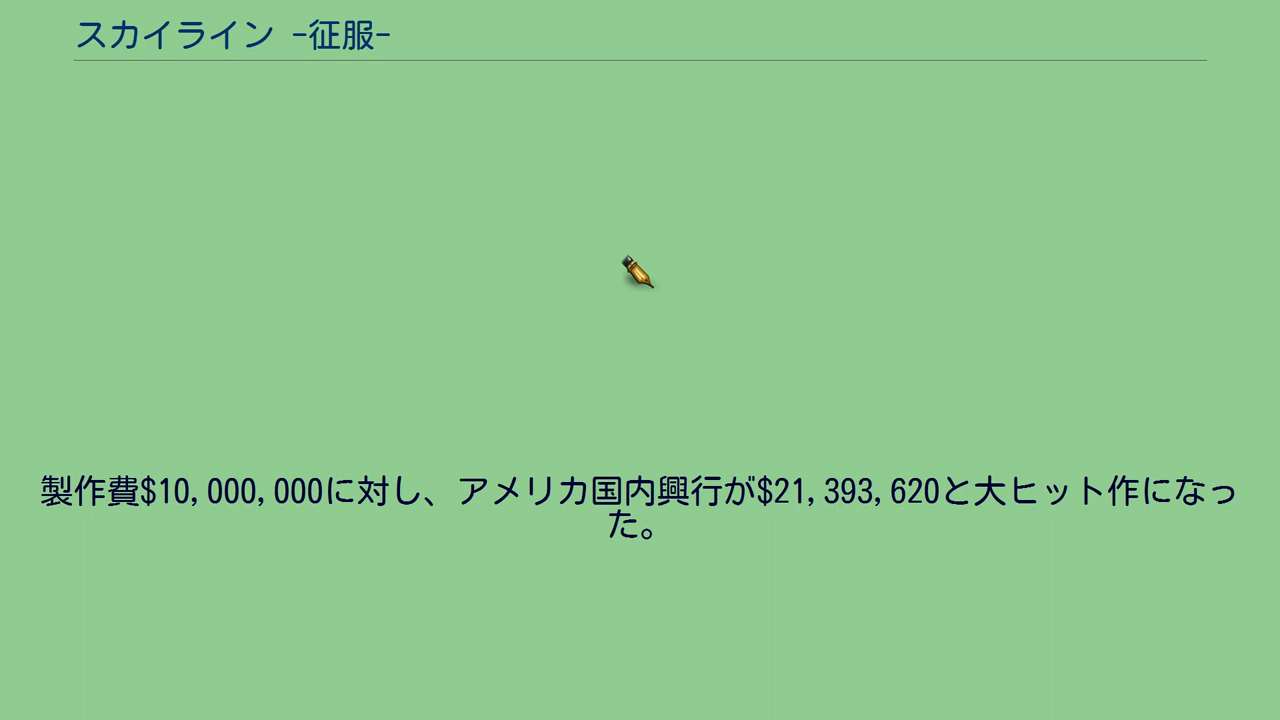 スカイライン -征服-
製作費$10,000,000に対し、アメリカ国内興行が$21,393,620と大ヒット作になっ
た。